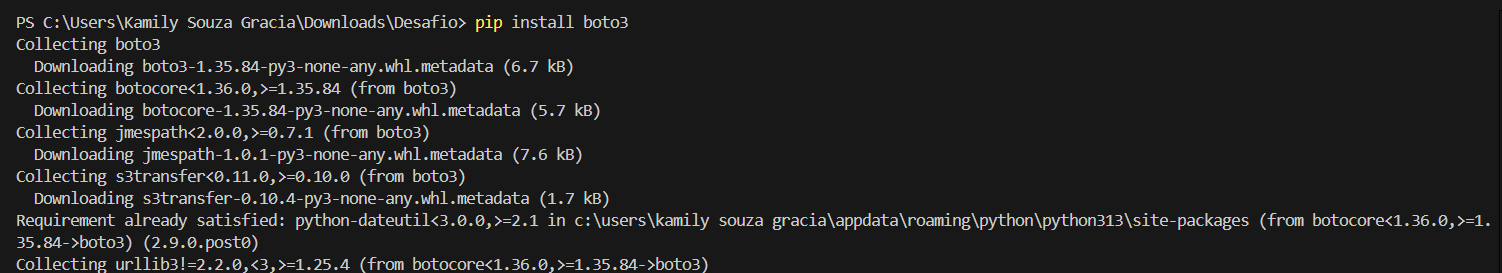 PS C:\Users\Kamily Souza Gracia\Downloads\Desafio> pip install boto3
Collecting boto3
  Downloading boto3-1.35.84-py3-none-any.whl.metadata (6.7 kB)
Collecting botocore<1.36.0,>=1.35.84 (from boto3)
  Downloading botocore-1.35.84-py3-none-any.whl.metadata (5.7 kB)
Collecting jmespath<2.0.0,>=0.7.1 (from boto3)
  Downloading jmespath-1.0.1-py3-none-any.whl.metadata (7.6 kB)
Collecting s3transfer<0.11.0,>=0.10.0 (from boto3)
  Downloading s3transfer-0.10.4-py3-none-any.whl.metadata (1.7 kB)
Requirement already satisfied: python-dateutil<3.0.0,>=2.1 in c:\users\kamily souza gracia\appdata\roaming\python\python313\site-packages (from botocore<1.36.0,>=1.
35.84->boto3) (2.9.0.post0)
Collecting urllib3!=2.2.0,<3,>=1.25.4 (from botocore<1.36.0,>=1.35.84->boto3)